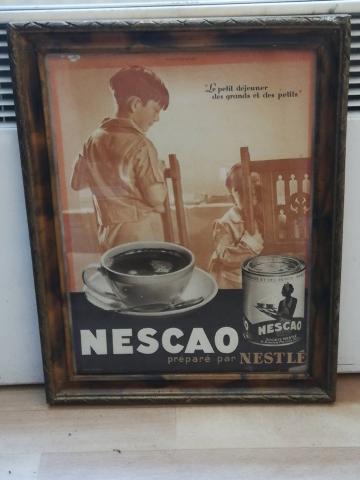 "Le petit déjeuner
des grands et des petits"
NESCAO
NESCAO
préparé par NESTLÉ